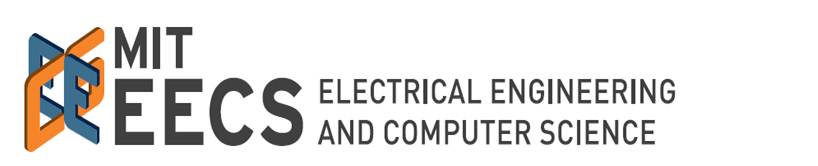 MIT
EECS
ELECTRICAL ENGINEERING
AND COMPUTER SCIENCE